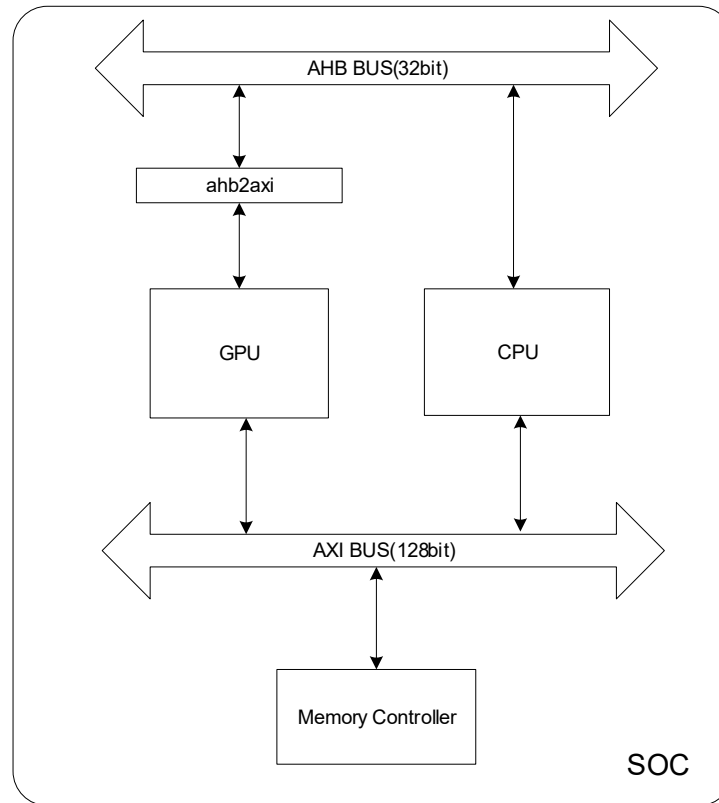 AHB BUS(32bit)
ahb2axi
GPU
CPU
AXI BUS(128bit)
Memory Controller
SOC